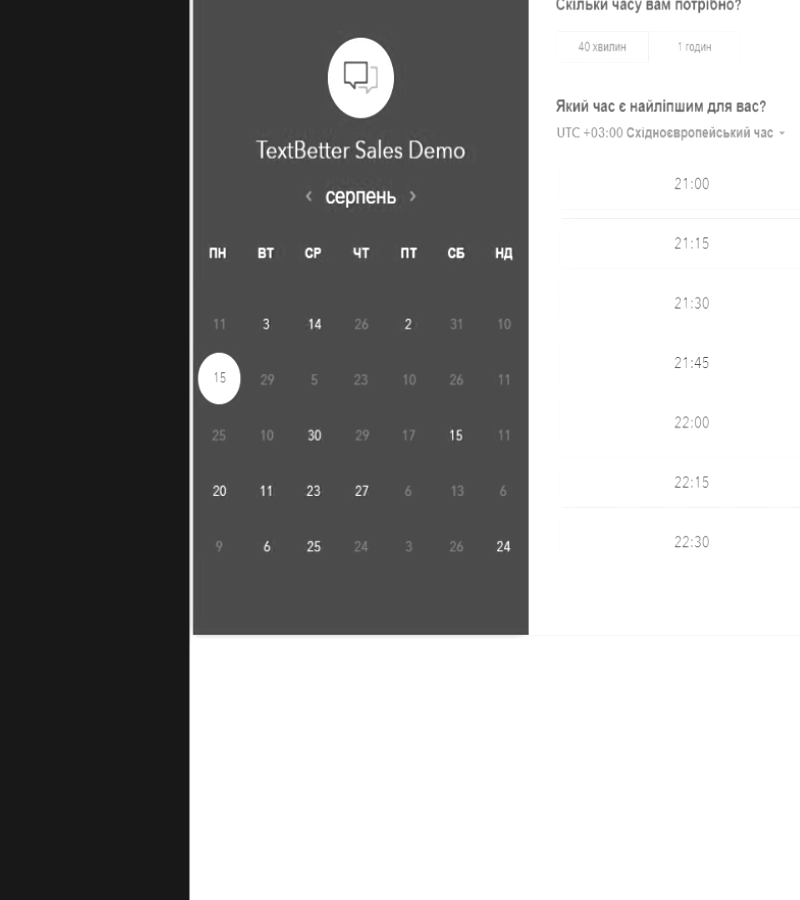 TextBetter Sales Demo
серпень
ПН ВТ СР ЧТ ПТ СБ НД
11 3 14 26 2 31 10
15 29 5 23 10 26 11
25 10 30 29 17 15 11
20 11 23 27 6 13 6
9 6 25 24 3 26 24
Скільки часу вам потрібно?
40 хвилин 1 годин
Який час є найліпшим для вас?
UTC +03:00 Східноєвропейський час
21:00
21:15
21:30
21:45
22:00
22:15
22:30